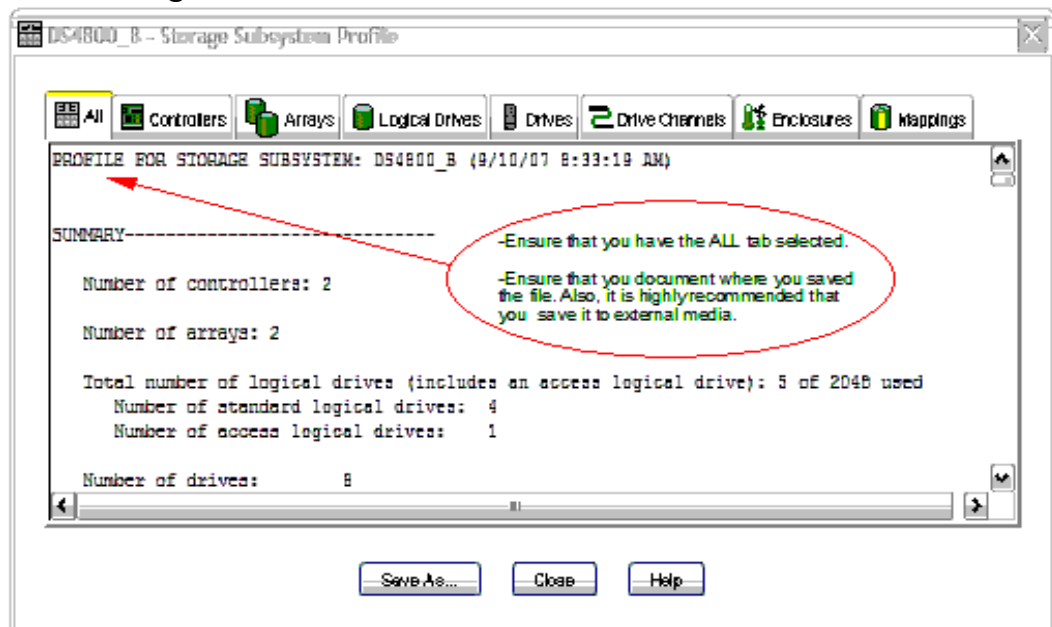 DS4800_B - Storage Subsystem Profile
All Controllers Arrays Logical Drives Drives Drive Channels Enclosures Mappings
PROFILE FOR STORAGE SUBSYSTEM: DS4800_B (9/10/07 8:33:19 AM)
SUMMARY------------------------------
-Ensure that you have the ALL tab selected.
Number of controllers: 2
-Ensure that you document where you saved
the file. Also, it is highly recommended that
you save it to external media.
Number of arrays: 2
Total number of logical drives (includes an access logical drive): 5 of 2048 used
Number of standard logical drives: 4
Number of access logical drives: 1
Number of drives: 8
Save As... Close Help